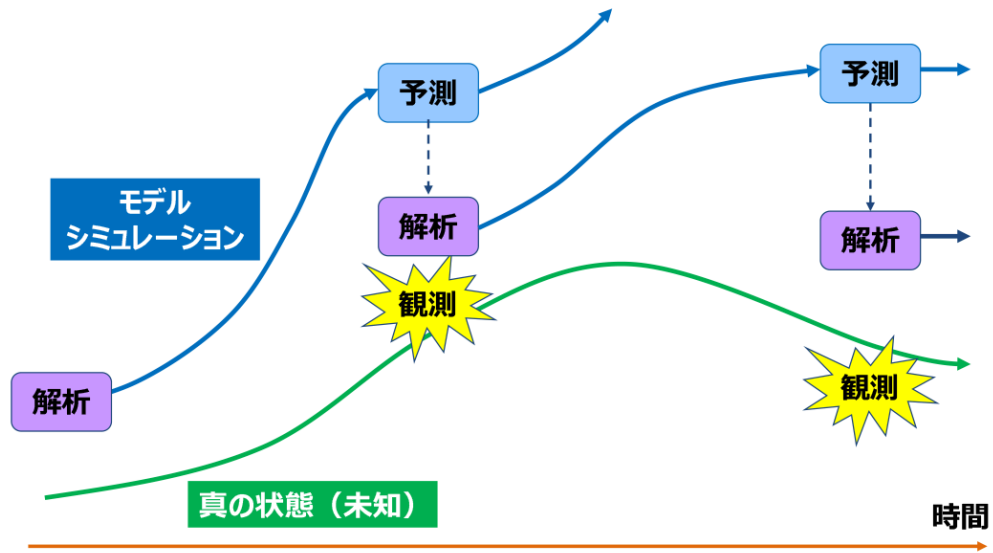 予測
予測
モデル
シミュレーション
解析
解析
観測
観測
解析
真の状態（未知）
時間